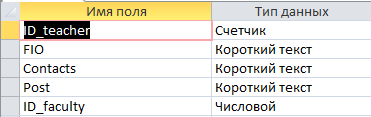 Имя поля Тип данных
ID_teacher Счетчик
FIO Короткий текст
Contacts Короткий текст
Post Короткий текст
ID_faculty Числовой